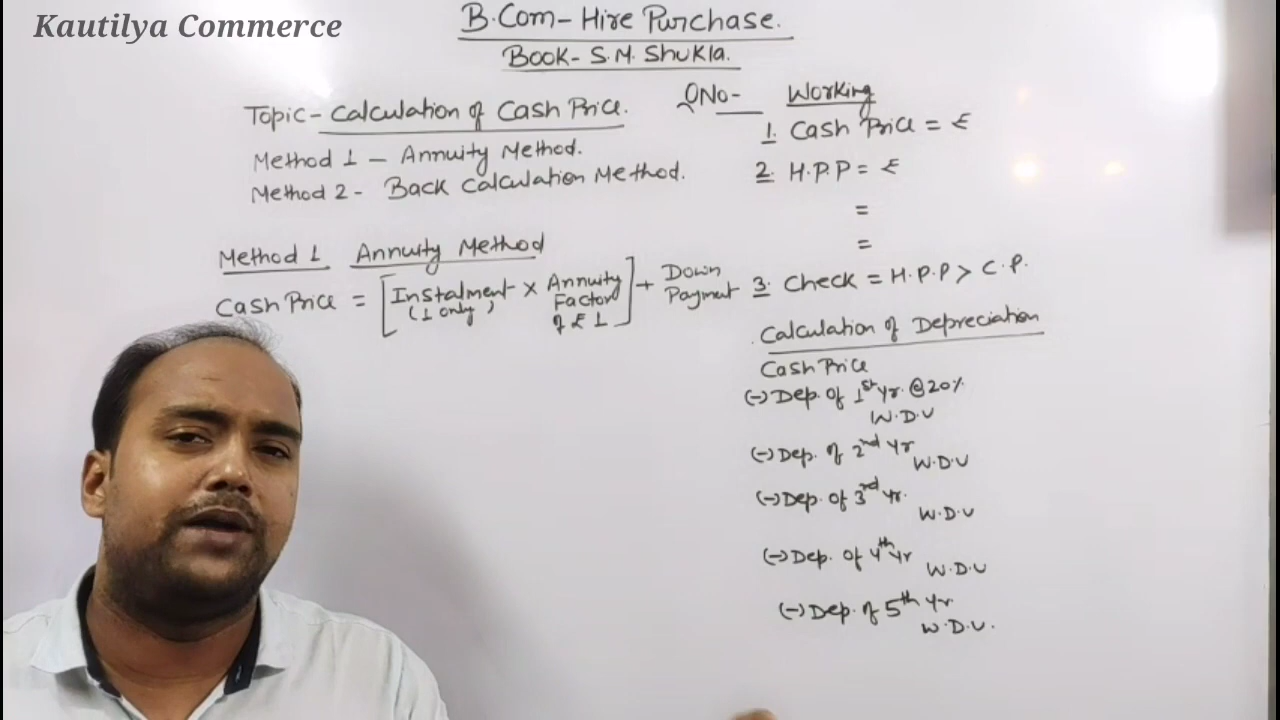 Kautilya Commerce
B.Com- Hire Purchase.
Book- S.M. Shukla.
Topic- Calculation of Cash Price.
Method 1 - Annuity Method.
Method 2- Back Calculation Method.
Method 1 Annuity Method
Cash Price = [Instalment (1 only) × Annuity Factor of ₹ 1] + Down Payment
QNo-
Working
1. Cash Price = ₹
2. H.P.P = ₹
=
=
3. Check = H.P.P > C.P.
Calculation of Depreciation
Cash Price
(-) Dep. of 1st yr. @ 20%
W.D.V
(-) Dep. of 2nd yr
W.D.V
(-) Dep. of 3rd yr.
W.D.V
(-) Dep. of 4th yr
W.D.V
(-) Dep. of 5th yr
W.D.V.